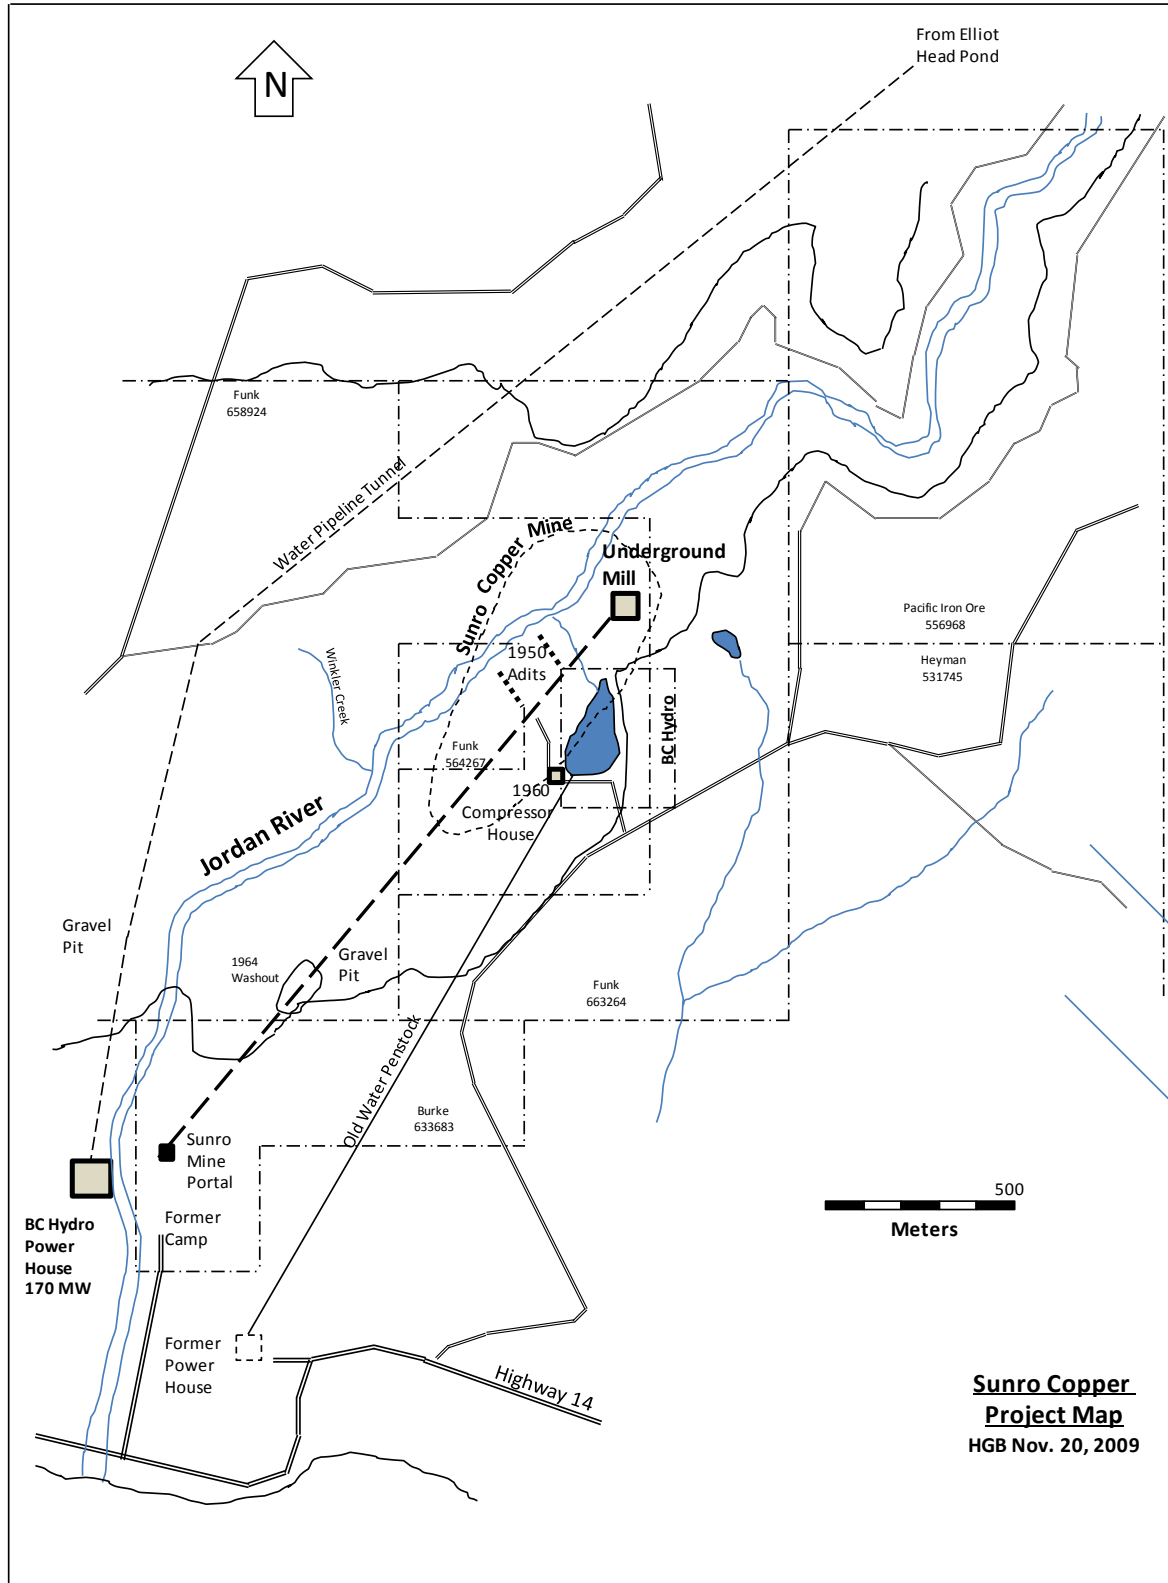 From Elliot
Head Pond
N
Funk
658924
Water Pipeline Tunnel
Sunro Copper Mine
Underground
Mill
Pacific Iron Ore
556968
Heyman
531745
1950
Adits
Winkler Creek
BC Hydro
Funk
564267
1960
Compressor
House
Jordan River
Gravel
Pit
1964
Washout
Gravel
Pit
Funk
663264
Old Water Penstock
Burke
633683
Sunro
Mine
Portal
500
Meters
Former
Camp
BC Hydro
Power
House
170 MW
Former
Power
House
Highway 14
Sunro Copper
Project Map
HGB Nov. 20, 2009